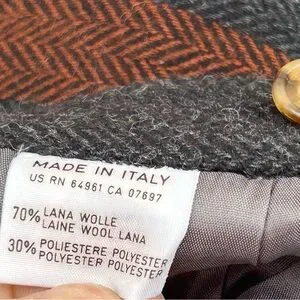 MADE IN ITALY
US RN 64961 CA 07697
70% LANA WOLLE
LAINE WOOL LANA
30% POLIESTERE POLYESTER
POLYESTER POLYESTER